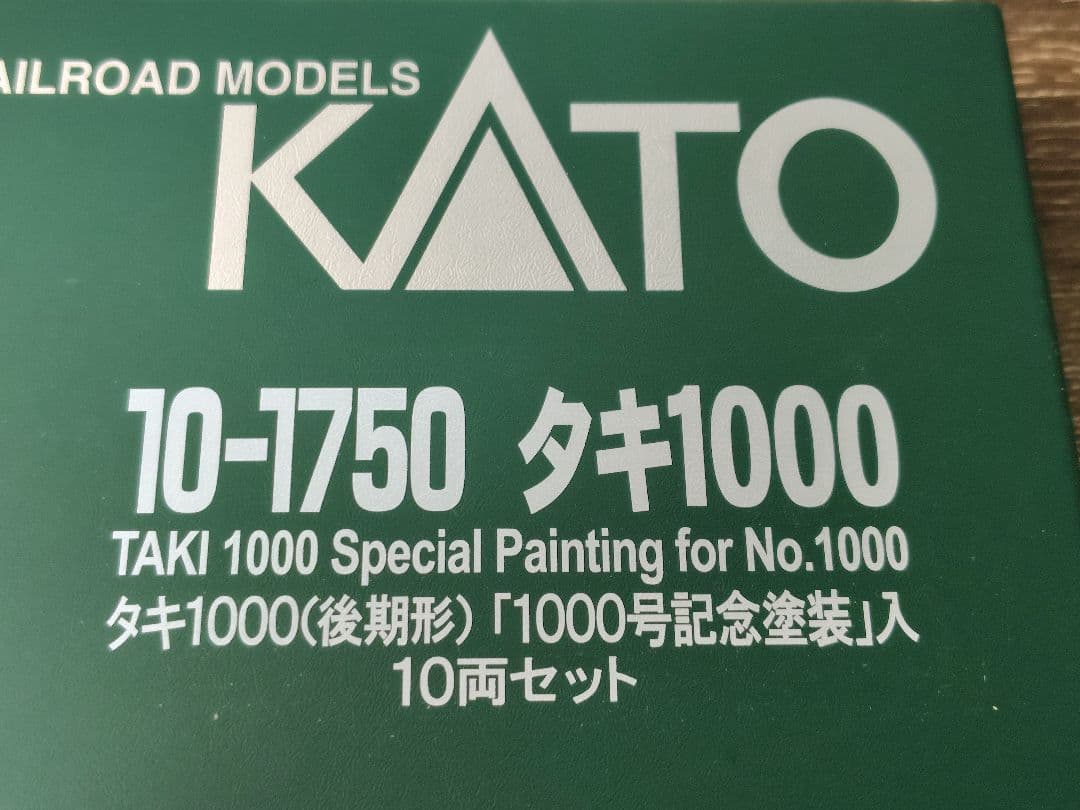 AILROAD MODELS
KATO
10-1750 タキ1000
TAKI 1000 Special Painting for No.1000
タキ1000(後期形)「1000号記念塗装」入
10両セット